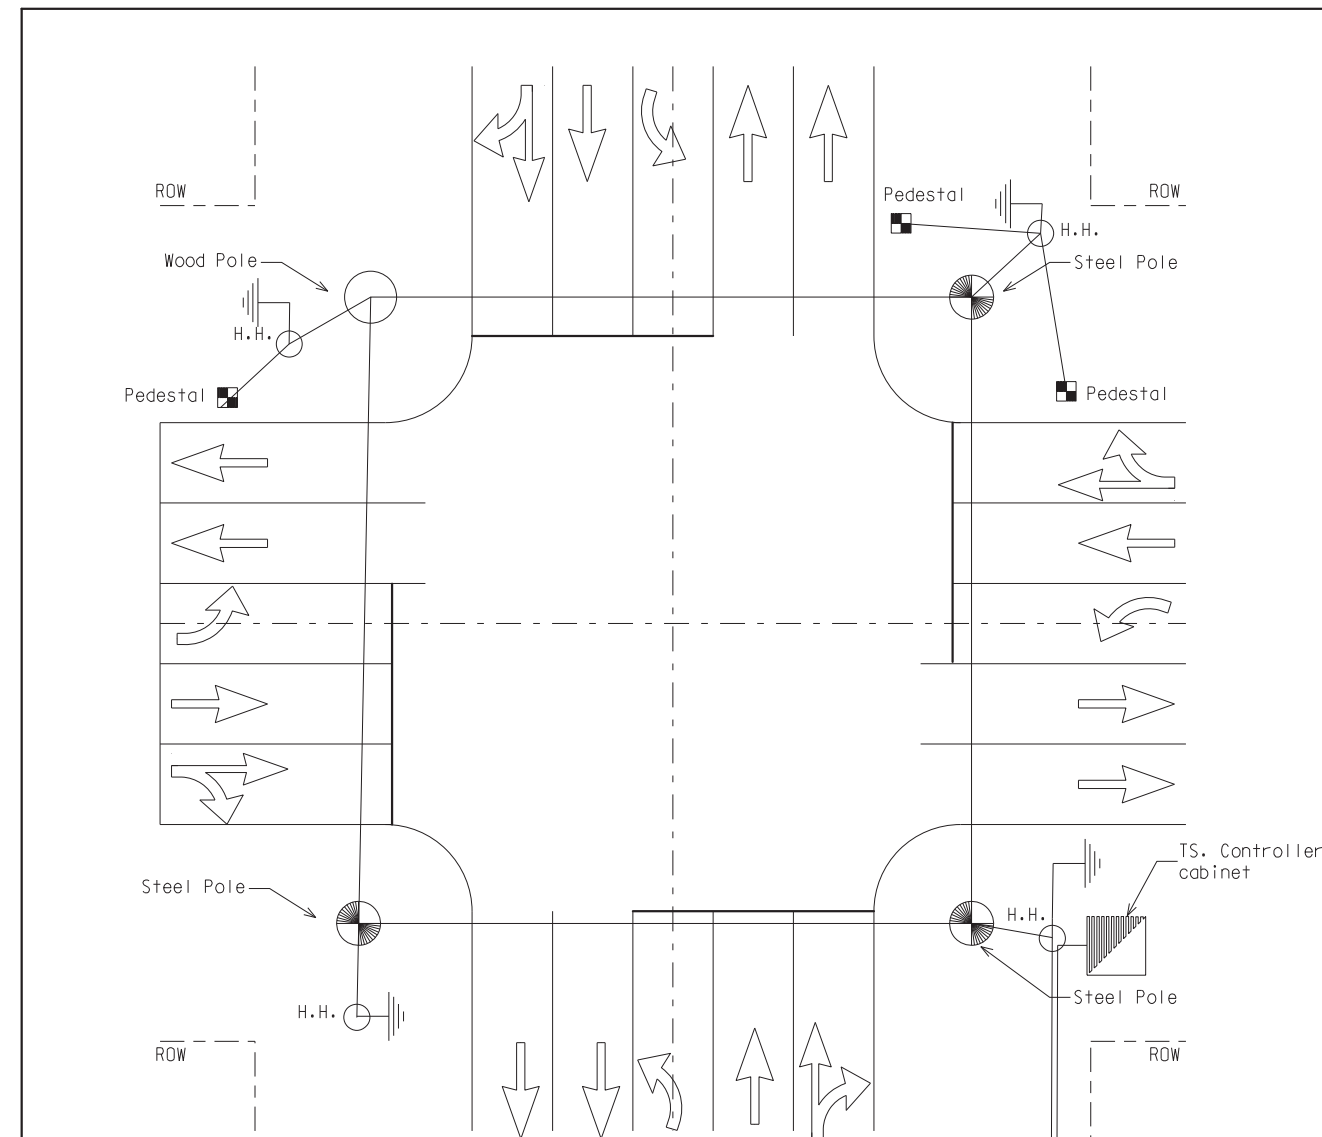 ROW
Pedestal
ROW
H.H.
Wood Pole
Steel Pole
H.H.
Pedestal
Pedestal
TS. Controller
cabinet
Steel Pole
H.H.
Steel Pole
H.H.
ROW
ROW